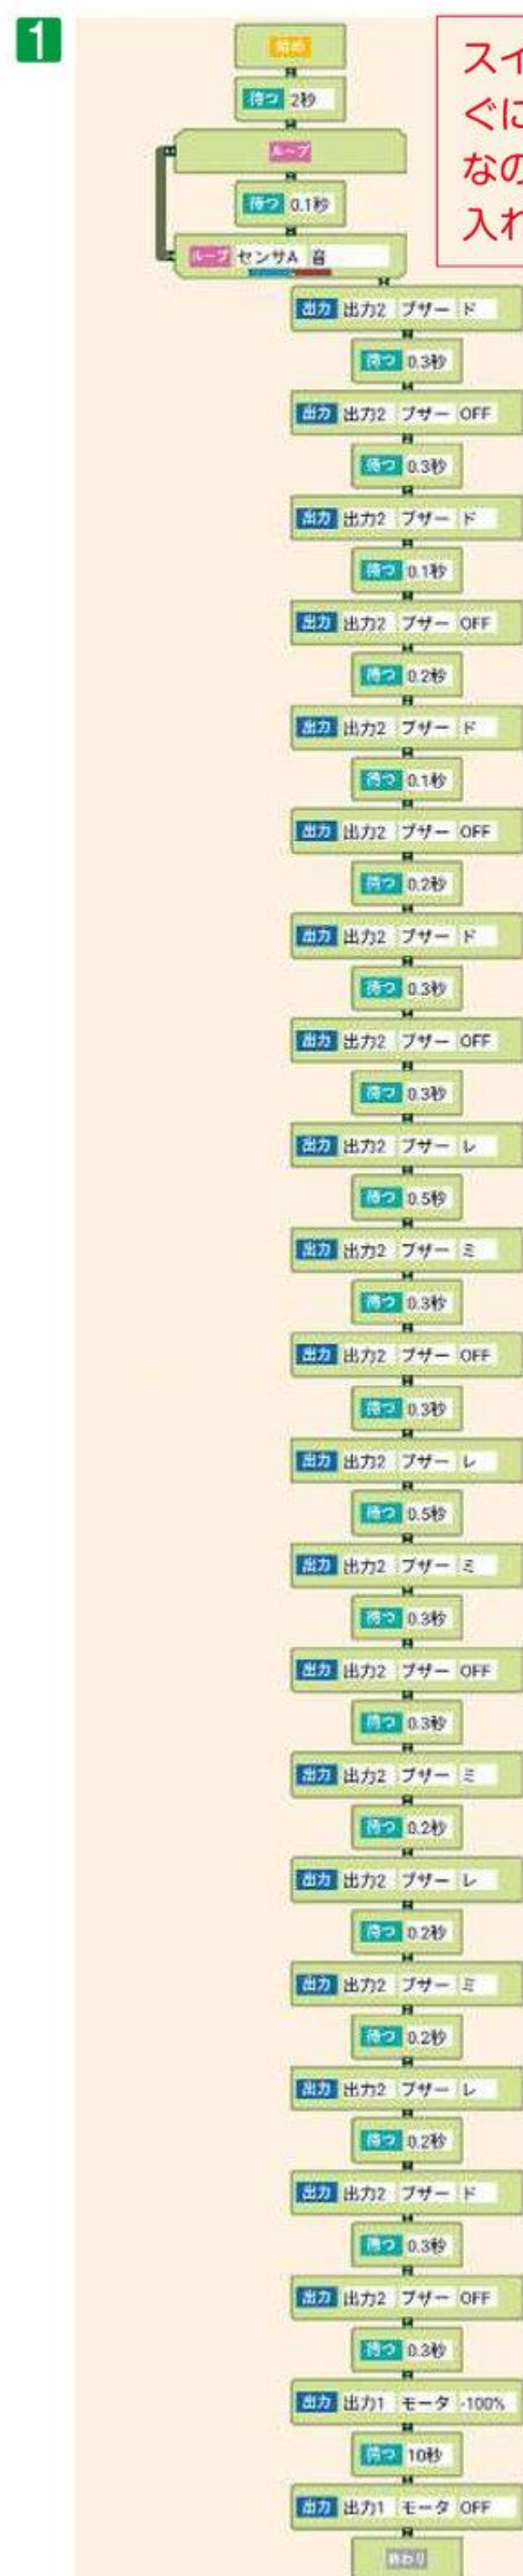 1
スイ
ぐに
なの
入れ
始め
待つ 2秒
ループ
待つ 0.1秒
ループ センサA 音
出力 出力2 ブザー ド
待つ 0.3秒
出力 出力2 ブザー OFF
待つ 0.3秒
出力 出力2 ブザー ド
待つ 0.1秒
出力 出力2 ブザー OFF
待つ 0.2秒
出力 出力2 ブザー ド
待つ 0.1秒
出力 出力2 ブザー OFF
待つ 0.2秒
出力 出力2 ブザー ド
待つ 0.3秒
出力 出力2 ブザー OFF
待つ 0.3秒
出力 出力2 ブザー レ
待つ 0.5秒
出力 出力2 ブザー ミ
待つ 0.3秒
出力 出力2 ブザー OFF
待つ 0.3秒
出力 出力2 ブザー レ
待つ 0.5秒
出力 出力2 ブザー ミ
待つ 0.3秒
出力 出力2 ブザー OFF
待つ 0.3秒
出力 出力2 ブザー ミ
待つ 0.2秒
出力 出力2 ブザー レ
待つ 0.2秒
出力 出力2 ブザー ミ
待つ 0.2秒
出力 出力2 ブザー レ
待つ 0.2秒
出力 出力2 ブザー ド
待つ 0.3秒
出力 出力2 ブザー OFF
待つ 0.3秒
出力 出力1 モータ -100%
待つ 10秒
出力 出力1 モータ OFF
終わり